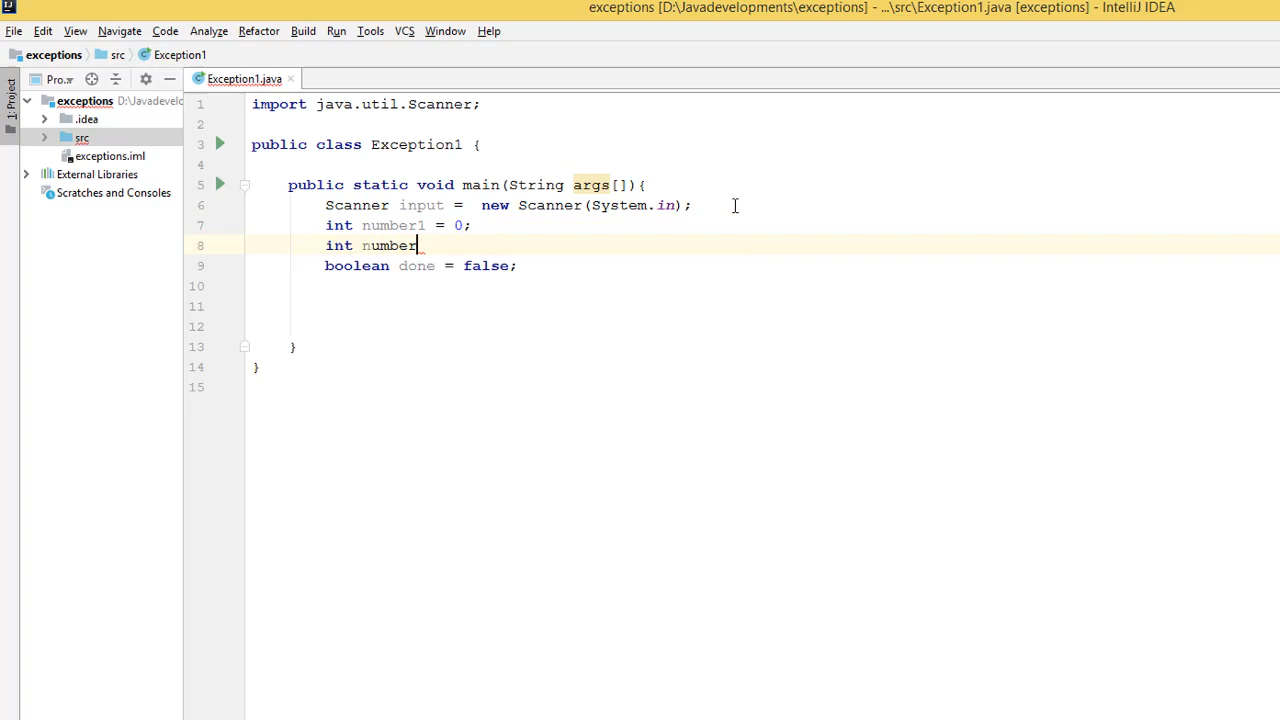 exceptions [D:\Javadevelopments\exceptions] - ...\src\Exception1.java [exceptions] - IntelliJ IDEA
File Edit View Navigate Code Analyze Refactor Build Run Tools VCS Window Help
exceptions src Exception1
1: Project
Pro... Exception1.java
exceptions D:\Javadevelo
.idea
src
exceptions.iml
External Libraries
Scratches and Consoles
1 import java.util.Scanner;
2
3 public class Exception1 {
4
5 public static void main(String args[]){
6 Scanner input =  new Scanner(System.in);
7 int number1 = 0;
8 int number
9 boolean done = false;
10
11
12
13 }
14 }
15